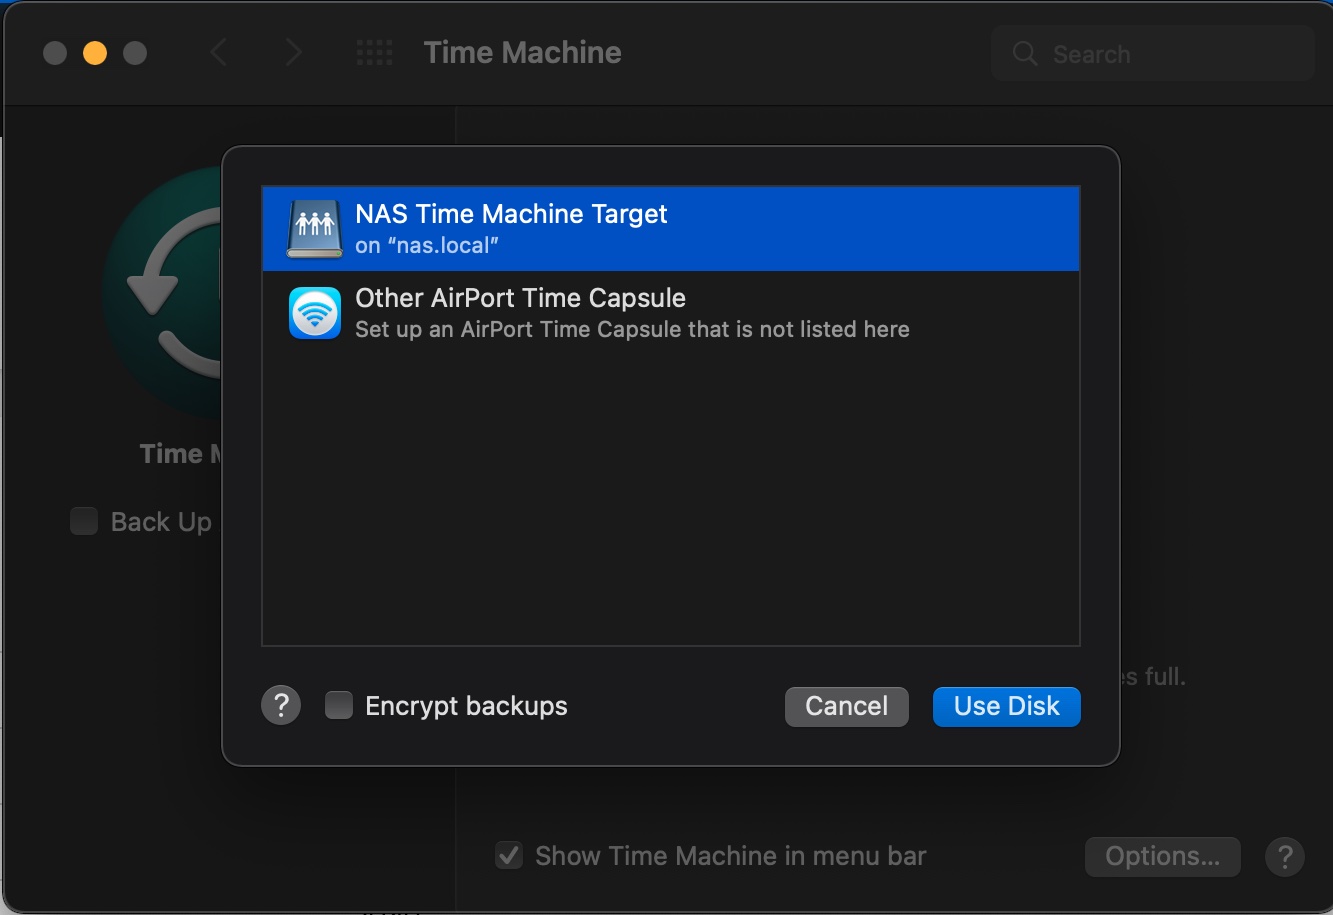 Time Machine
Search
NAS Time Machine Target
on “nas.local”
Other AirPort Time Capsule
Set up an AirPort Time Capsule that is not listed here
Time
Back Up
full.
?
Encrypt backups
Cancel
Use Disk
Show Time Machine in menu bar
Options...
?